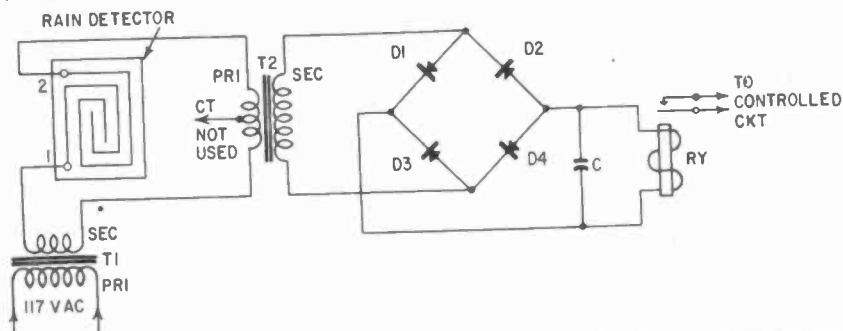 RAIN DETECTOR
2
1
PRI
T2
SEC
CT
NOT
USED
D1
D2
D3
D4
C
RY
TO
CONTROLLED
CKT
SEC
T1
PRI
117 VAC